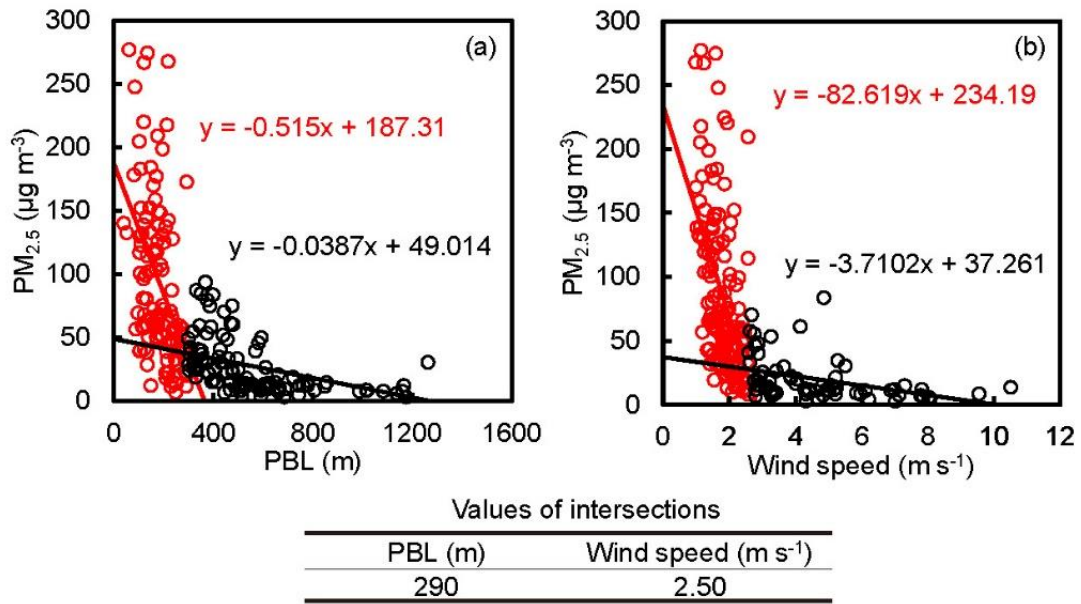 (a)
300
250
200
150
100
50
0
PM2.5 (µg m-3)
y = -0.515x + 187.31
y = -0.0387x + 49.014
0 400 800 1200 1600
PBL (m)
(b)
300
250
200
150
100
50
0
PM2.5 (µg m-3)
y = -82.619x + 234.19
y = -3.7102x + 37.261
0 2 4 6 8 10 12
Wind speed (m s-1)
Values of intersections
PBL (m) Wind speed (m s-1)
290 2.50